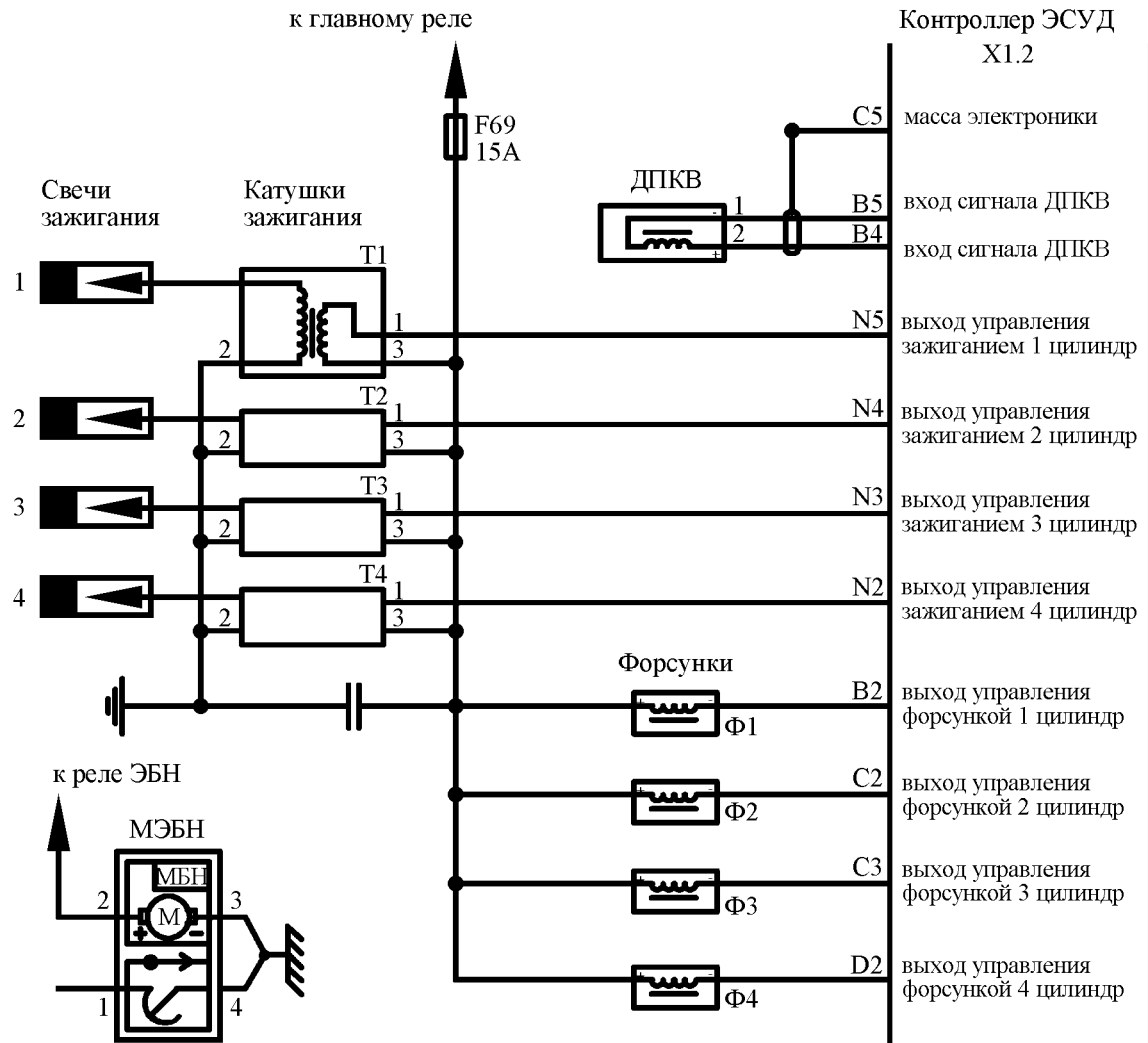 к главному реле
Контроллер ЭСУД
X1.2
F69
15А
C5
масса электроники
ДПКВ
Свечи
зажигания
Катушки
зажигания
-
1
B5
вход сигнала ДПКВ
2
B4
+
вход сигнала ДПКВ
1
T1
1
2
3
N5
выход управления
зажиганием 1 цилиндр
2
T2
1
2
3
N4
выход управления
зажиганием 2 цилиндр
3
T3
1
2
3
N3
выход управления
зажиганием 3 цилиндр
4
T4
1
2
3
N2
выход управления
зажиганием 4 цилиндр
Форсунки
+ -
Ф1
B2
выход управления
форсункой 1 цилиндр
к реле ЭБН
+ -
Ф2
C2
выход управления
форсункой 2 цилиндр
МЭБН
МБН
2
М
3
+ -
+ -
Ф3
C3
выход управления
форсункой 3 цилиндр
1
4
+ -
Ф4
D2
выход управления
форсункой 4 цилиндр